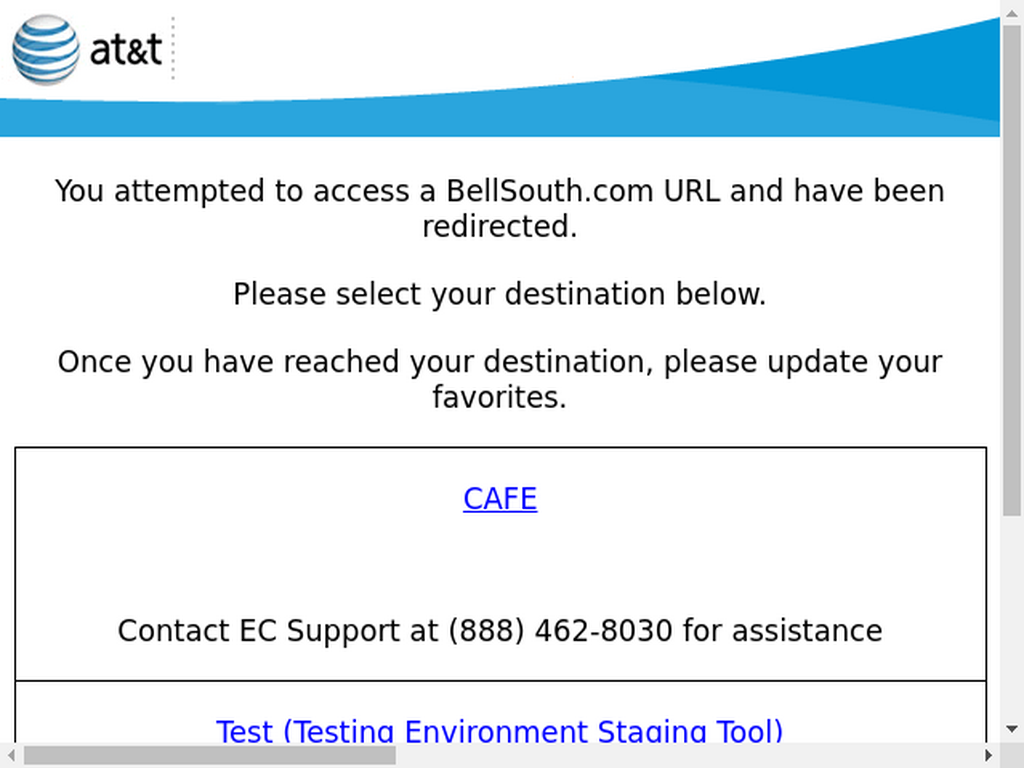 at&t
You attempted to access a BellSouth.com URL and have been
redirected.
Please select your destination below.
Once you have reached your destination, please update your
favorites.
CAFE
Contact EC Support at (888) 462-8030 for assistance
Test (Testing Environment Staging Tool)